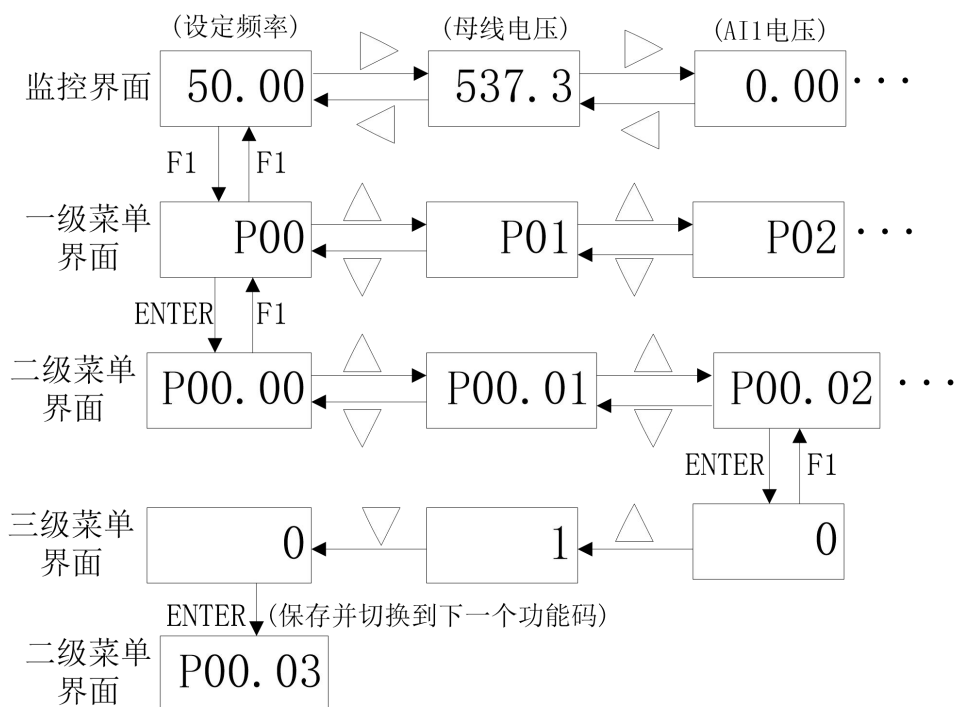 (设定频率)
(母线电压)
(AI1电压)
监控界面
50.00
537.3
0.00
...
F1
F1
一级菜单
界面
P00
P01
P02
...
ENTER
F1
二级菜单
界面
P00.00
P00.01
P00.02
...
ENTER
F1
三级菜单
界面
0
1
0
ENTER
(保存并切换到下一个功能码)
二级菜单
界面
P00.03